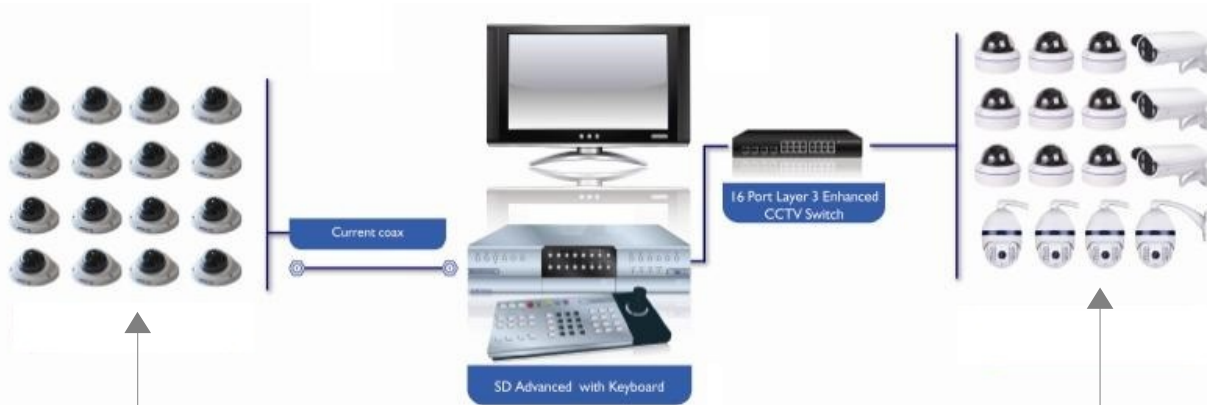 Current coax
16 Port Layer 3 Enhanced
CCTV Switch
SD Advanced with Keyboard